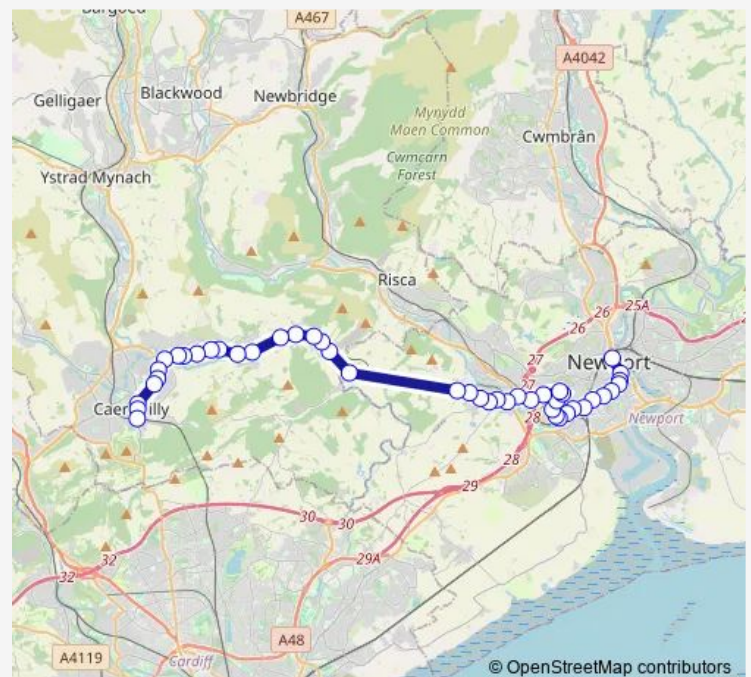 Bargoed
A467
A4042
Gelligaer
Blackwood
Newbridge
Mynydd
Maen Common
Cwmbrân
Cwmcarn
Forest
Ystrad Mynach
Risca
26
25A
26
27
Newport
27
Caerphilly
28
Newport
28
29
30
30
29A
32
32
A48
A4119
Cardiff
© OpenStreetMap contributors